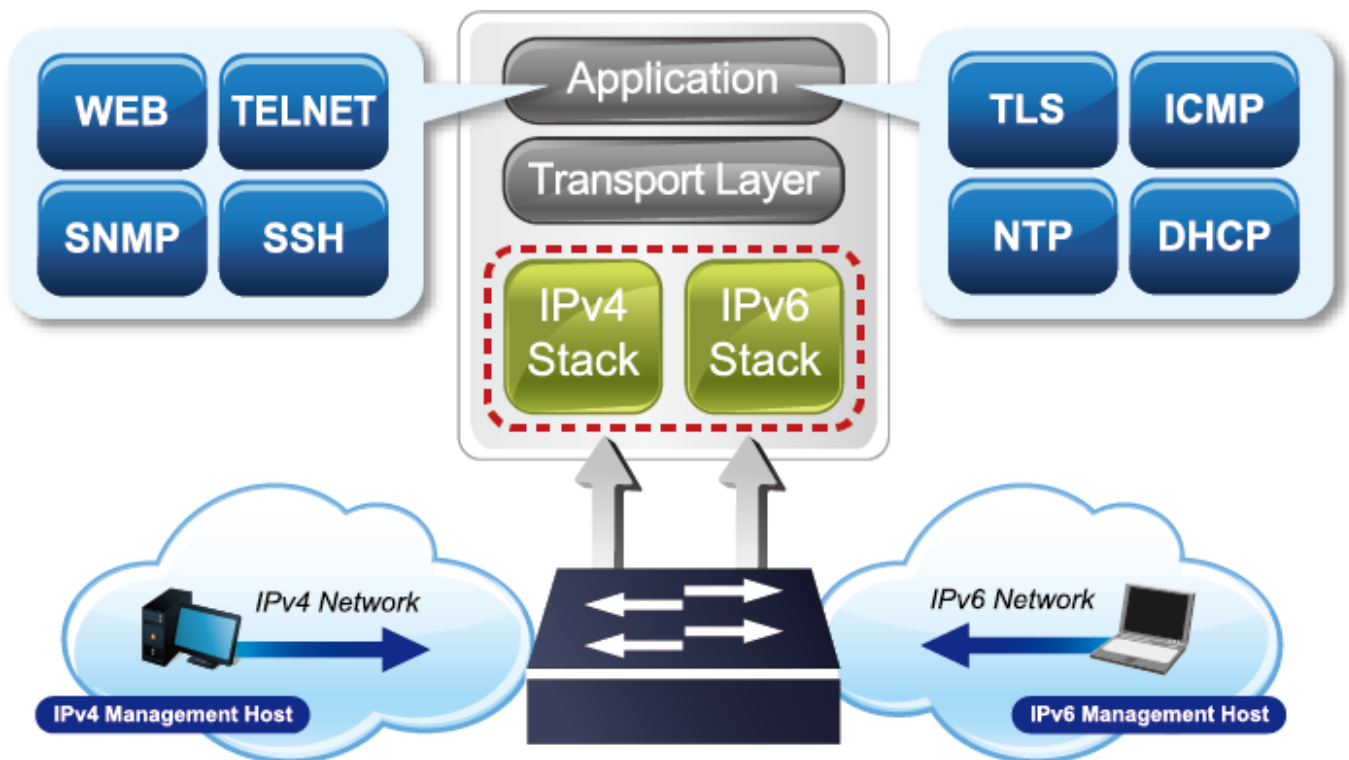 WEB
TELNET
SNMP
SSH
Application
Transport Layer
IPv4
Stack
IPv6
Stack
TLS
ICMP
NTP
DHCP
IPv4 Network
IPv4 Management Host
IPv6 Network
IPv6 Management Host